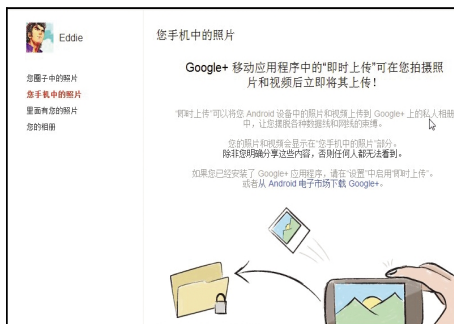 Eddie
您圈子中的照片
您手机中的照片
里面有您的照片
您的相册
您手机中的照片
Google+ 移动应用程序中的“即时上传”可在您拍摄照
片和视频后立即将其上传！
“即时上传”可以将您 Android 设备中的照片和视频上传到 Google+ 上的私人相册
中，让您摆脱各种数据线和网线的束缚。
您的照片和视频会显示在“您手机中的照片”部分。
除非您明确分享这些内容，否则任何人都无法看到。
如果您已经安装了 Google+ 应用程序，请在“设置”中启用“即时上传”。
或者从 Android 电子市场下载 Google+。